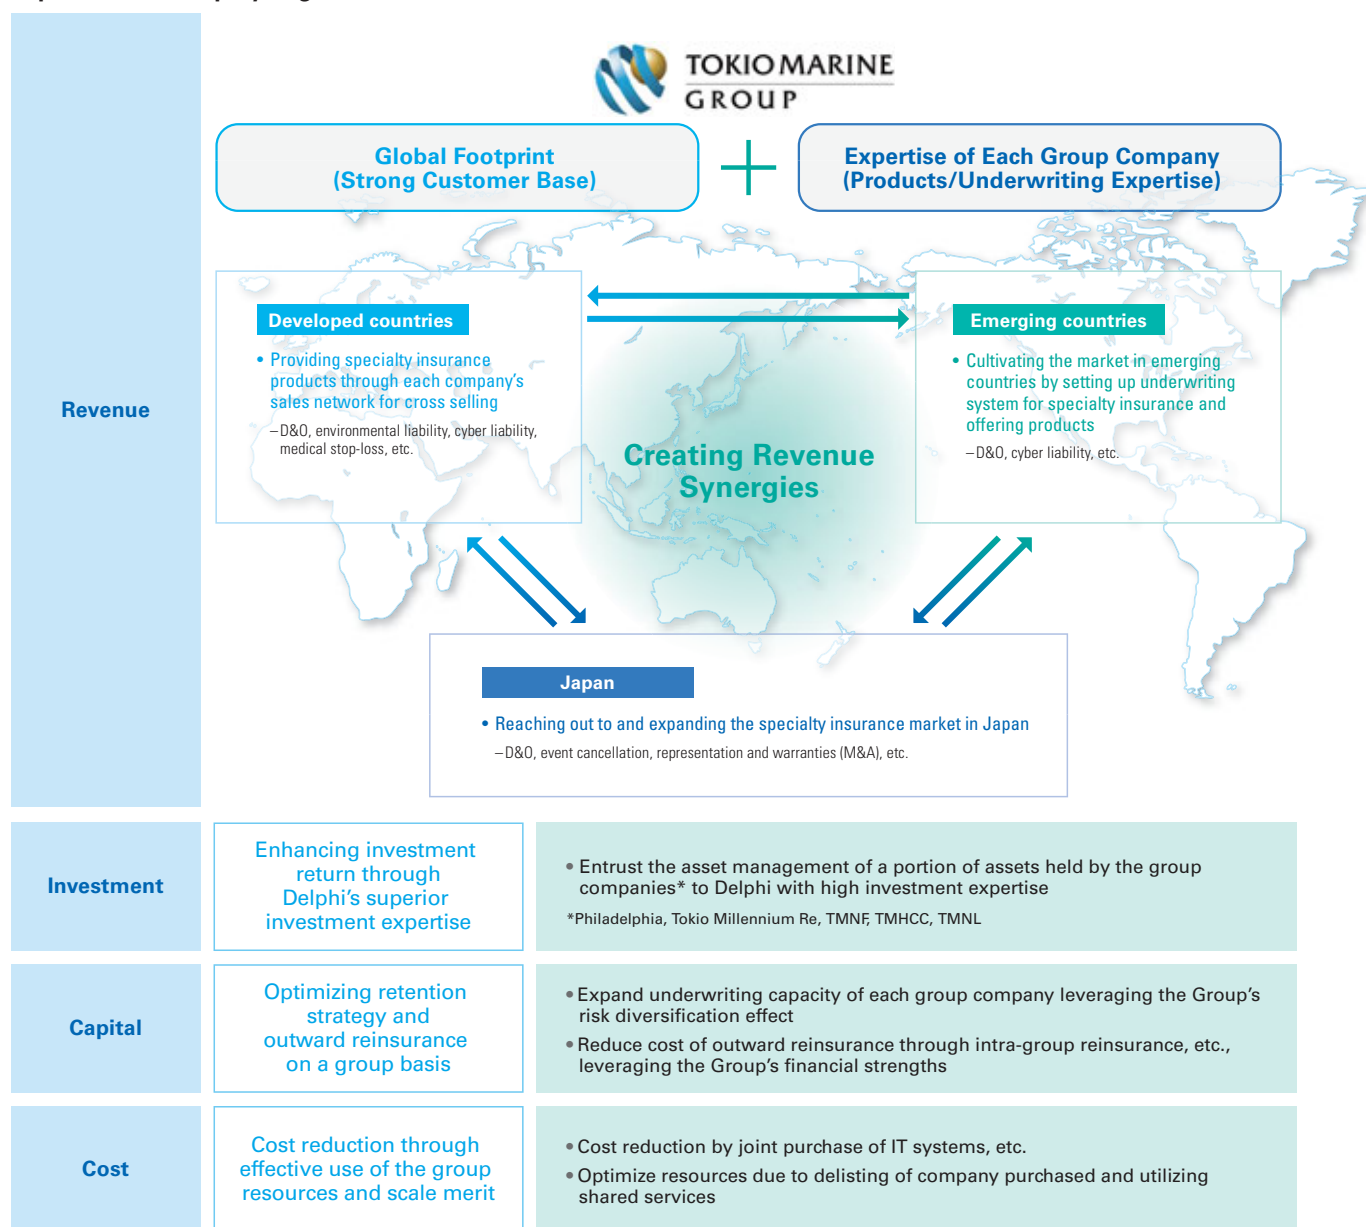 TOKIO MARINE
GROUP
Global Footprint
(Strong Customer Base)
Expertise of Each Group Company
(Products/Underwriting Expertise)
Revenue
Developed countries
• Providing specialty insurance
products through each company's
sales network for cross selling
–D&O, environmental liability, cyber liability,
medical stop-loss, etc.
Emerging countries
• Cultivating the market in emerging
countries by setting up underwriting
system for specialty insurance and
offering products
–D&O, cyber liability, etc.
Creating Revenue
Synergies
Japan
• Reaching out to and expanding the specialty insurance market in Japan
–D&O, event cancellation, representation and warranties (M&A), etc.
Investment
Enhancing investment
return through
Delphi's superior
investment expertise
• Entrust the asset management of a portion of assets held by the group
companies* to Delphi with high investment expertise
*Philadelphia, Tokio Millennium Re, TMNF, TMHCC, TMNL
Capital
Optimizing retention
strategy and
outward reinsurance
on a group basis
• Expand underwriting capacity of each group company leveraging the Group's
risk diversification effect
• Reduce cost of outward reinsurance through intra-group reinsurance, etc.,
leveraging the Group's financial strengths
Cost
Cost reduction through
effective use of the group
resources and scale merit
• Cost reduction by joint purchase of IT systems, etc.
• Optimize resources due to delisting of company purchased and utilizing
shared services